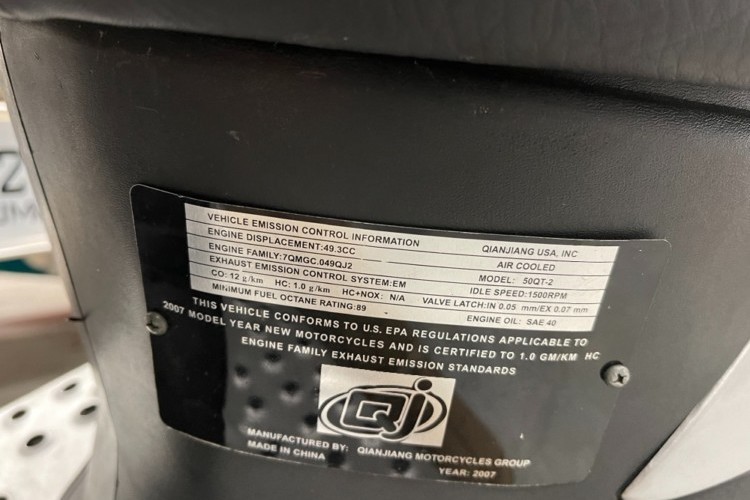 VEHICLE EMISSION CONTROL INFORMATION QIANJIANG USA, INC
ENGINE DISPLACEMENT:49.3CC AIR COOLED
ENGINE FAMILY:7QMGC.049QJ2 MODEL: 50QT-2
EXHAUST EMISSION CONTROL SYSTEM:EM IDLE SPEED:1500RPM
CO: 12 g/km HC: 1.0 g/km HC+NOX: N/A VALVE LATCH:IN 0.05 mm/EX 0.07 mm
MINIMUM FUEL OCTANE RATING:89 ENGINE OIL: SAE 40
THIS VEHICLE CONFORMS TO U.S. EPA REGULATIONS APPLICABLE TO
2007 MODEL YEAR NEW MOTORCYCLES AND IS CERTIFIED TO 1.0 GM/KM HC
ENGINE FAMILY EXHAUST EMISSION STANDARDS
QJ
MANUFACTURED BY: QIANJIANG MOTORCYCLES GROUP
MADE IN CHINA YEAR: 2007